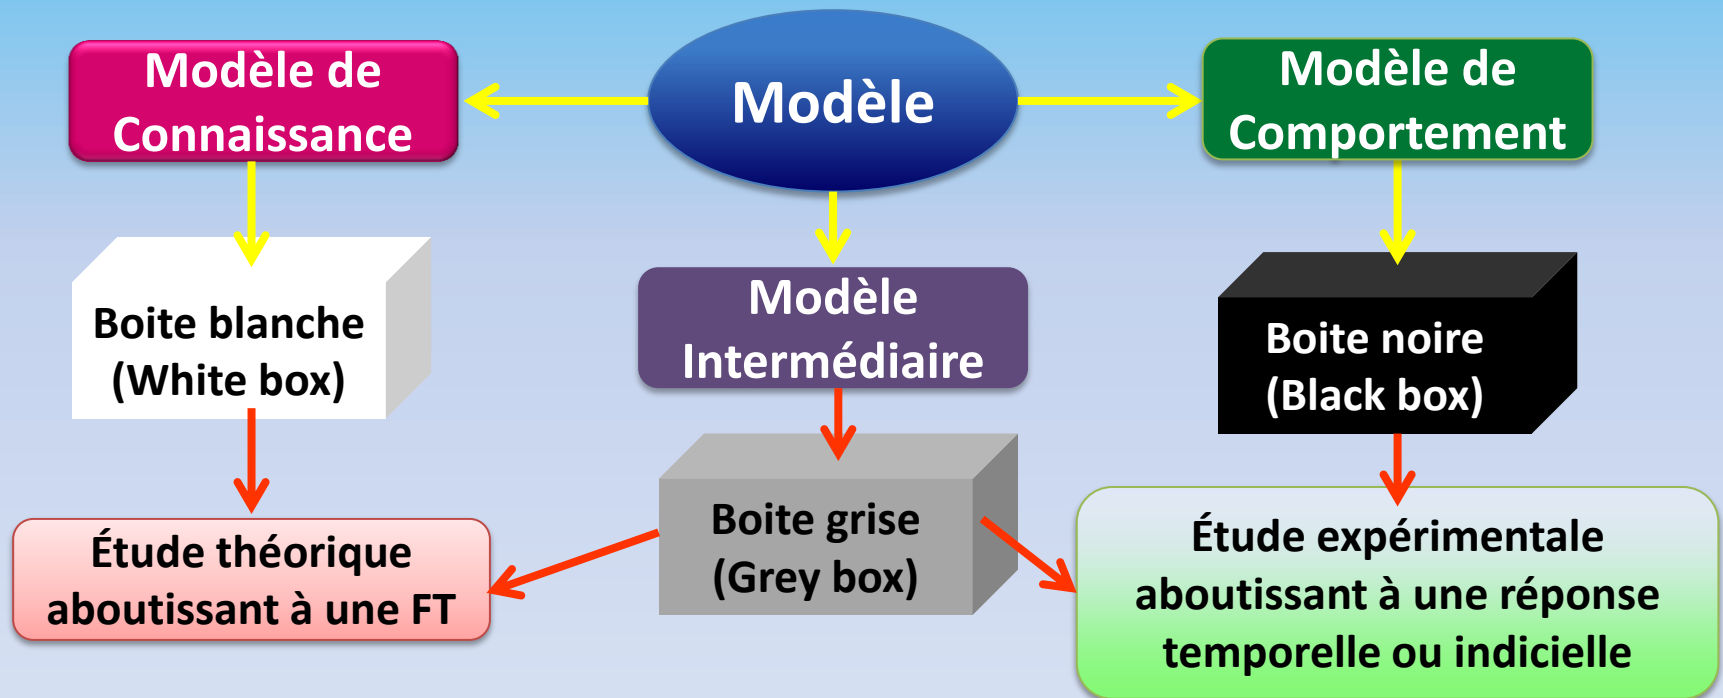 Modèle de
Connaissance
Modèle
Modèle de
Comportement
Boite blanche
(White box)
Modèle
Intermédiaire
Boite noire
(Black box)
Étude théorique
aboutissant à une FT
Boite grise
(Grey box)
Étude expérimentale
aboutissant à une réponse
temporelle ou indicielle